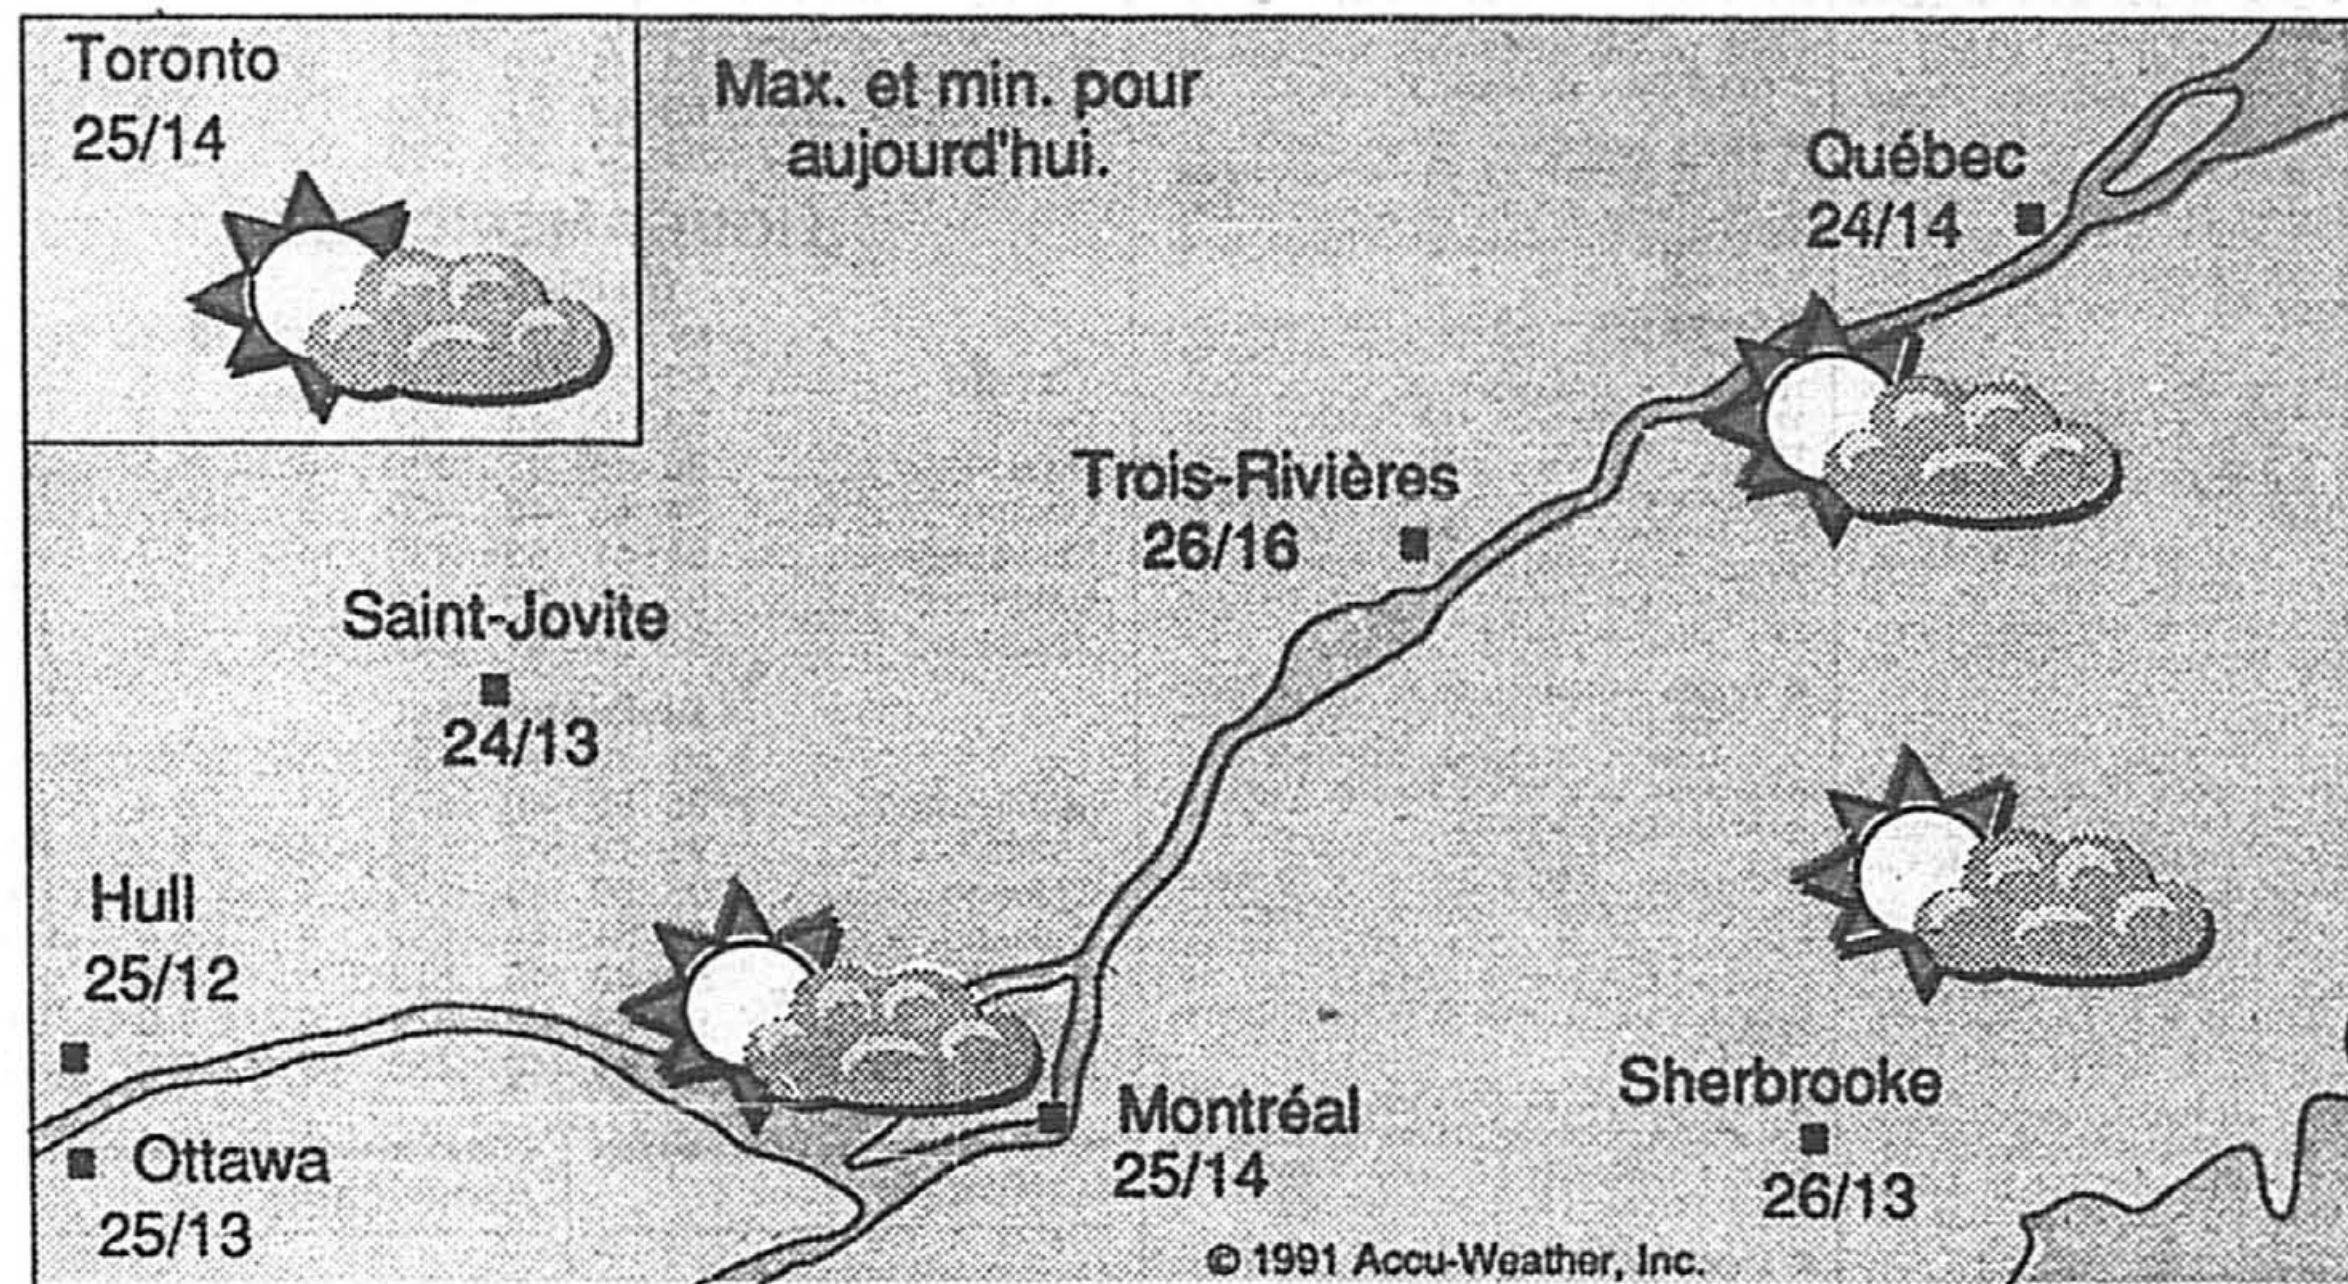 Toronto
25/14
Max. et min. pour
aujourd'hui.
Québec
24/14
Trois-Rivières
26/16
Saint-Jovite
24/13
Hull
25/12
Ottawa
25/13
Montréal
25/14
Sherbrooke
26/13
© 1991 Accu-Weather, Inc.